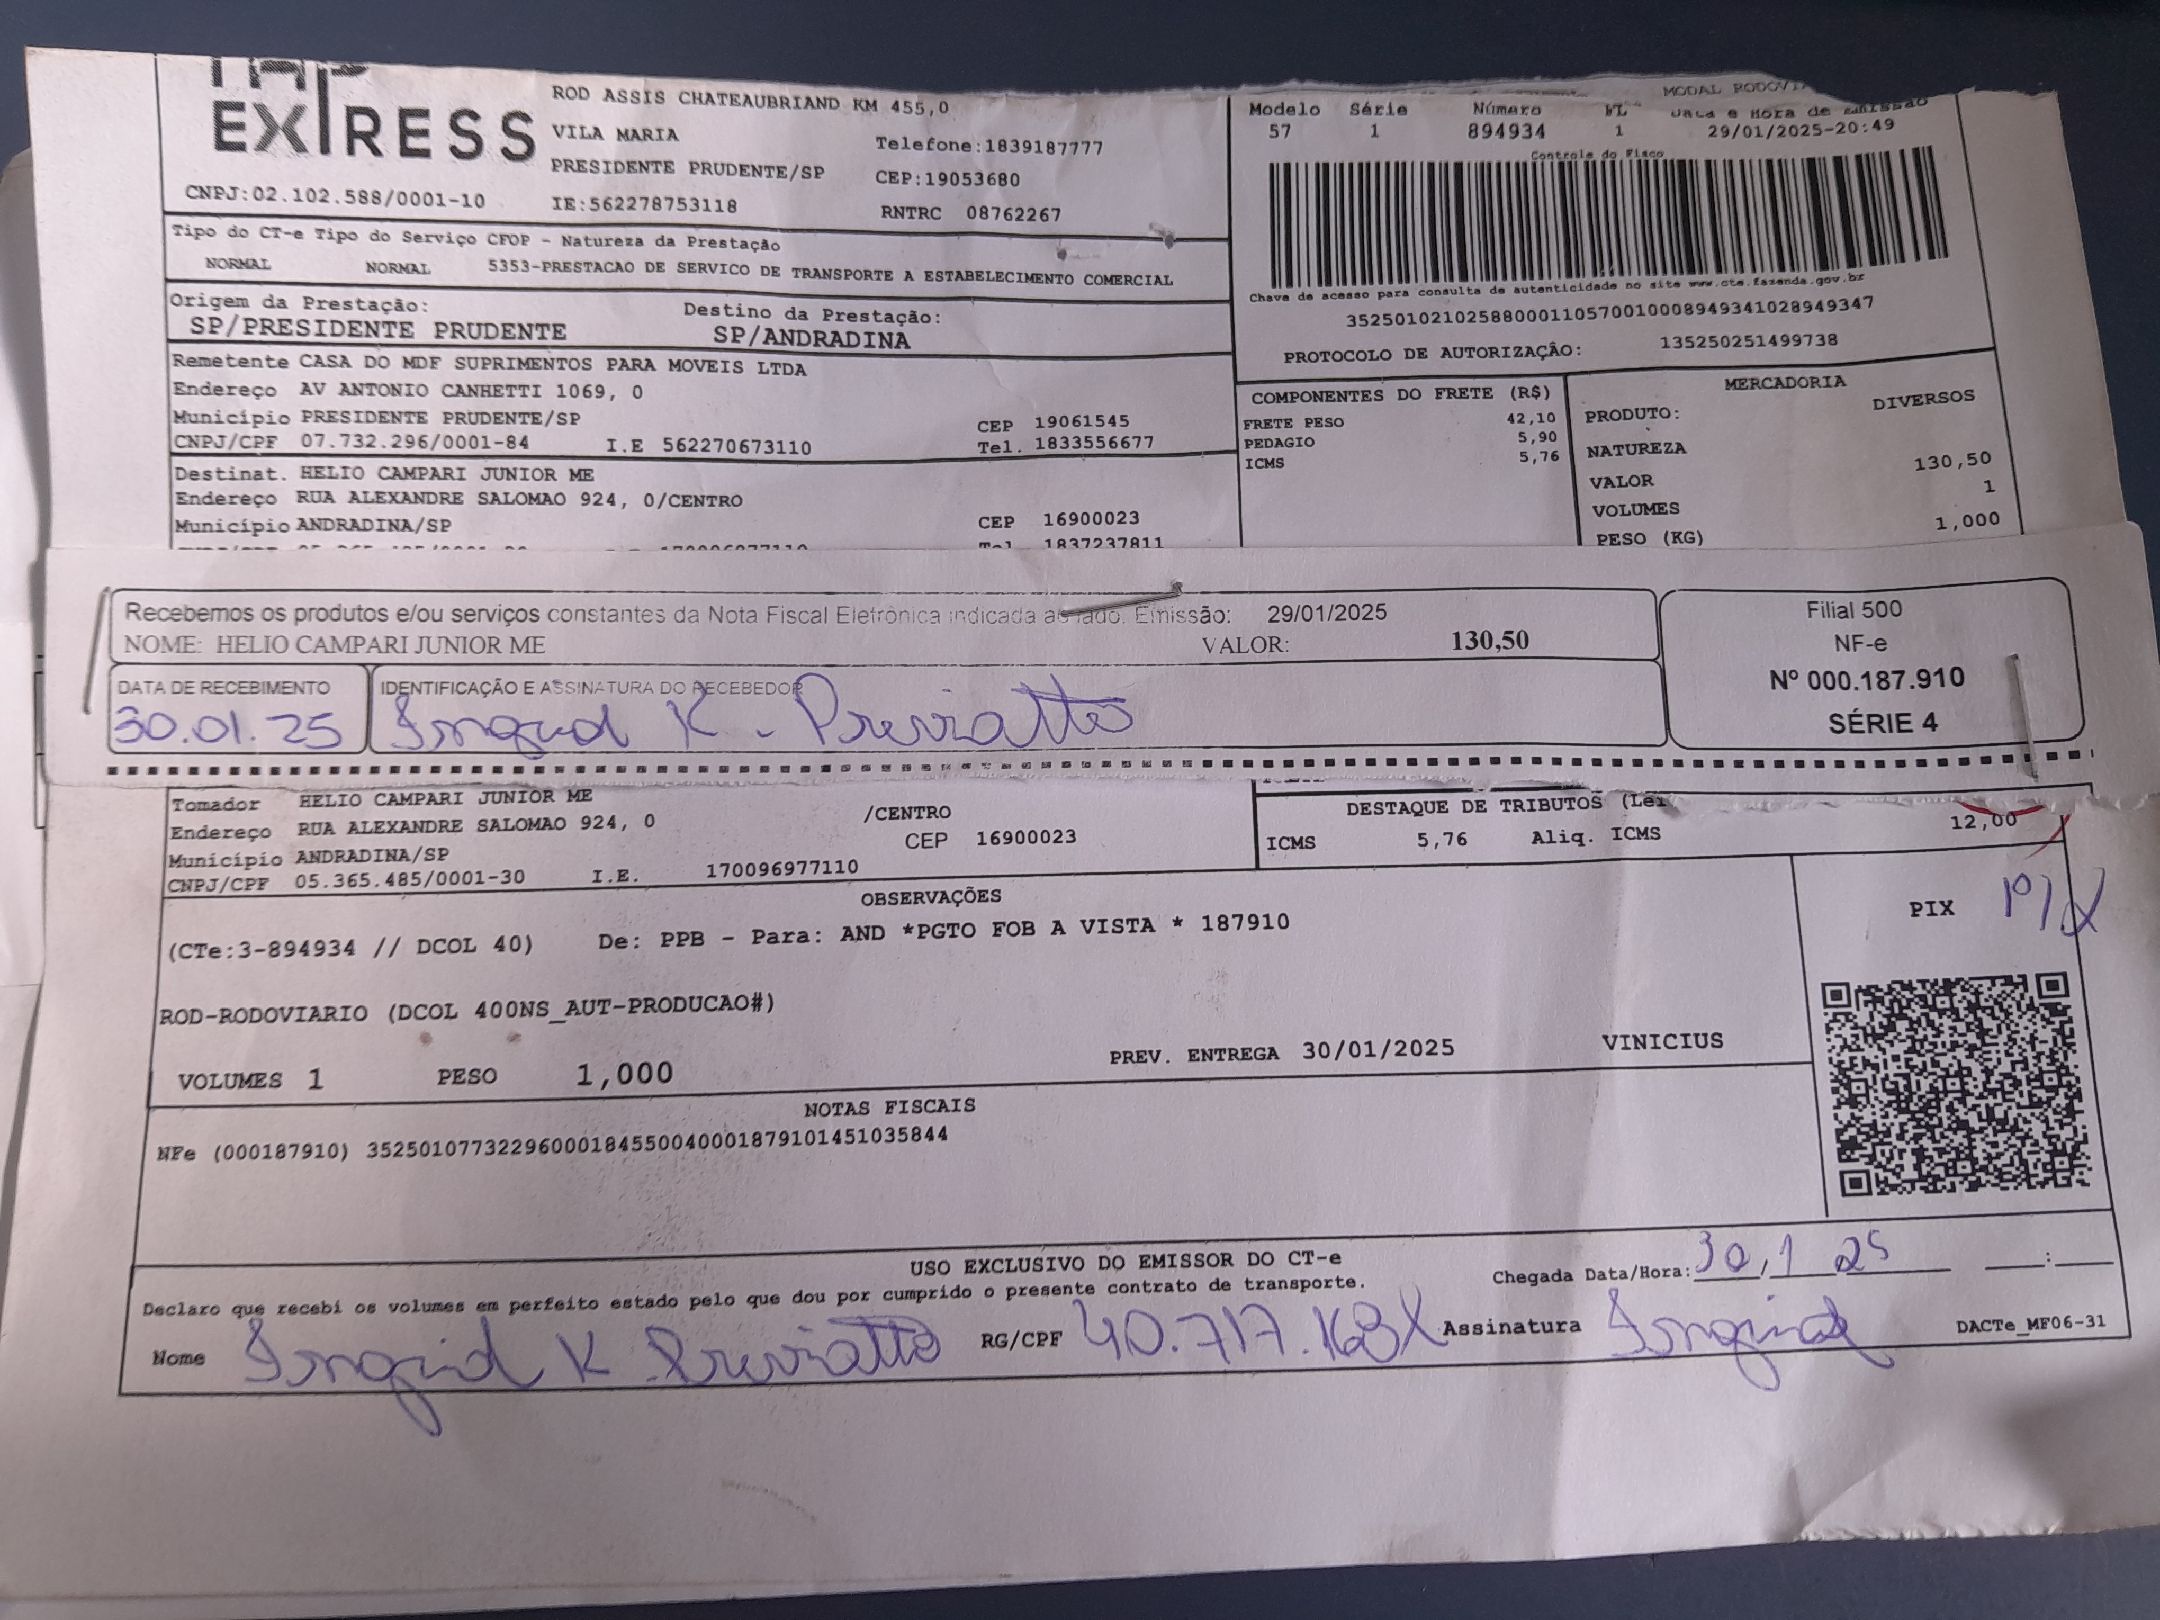 EXPRESS
ROD ASSIS CHATEAUBRIAND KM 455,0
VILA MARIA
Telefone:1839187777
PRESIDENTE PRUDENTE/SP
CEP:19053680
CNPJ:02.102.588/0001-10
IE:562278753118
RNTRC 08762267
Modelo Série Número
57 1 894934 1 29/01/2025-20:49
Controle do Fisco
Chave de acesso para consulta de autenticidade no site www.cte.fazenda.gov.br
35250102102588000110570010008949341028949347
PROTOCOLO DE AUTORIZAÇÃO: 135250251499738
Tipo do CT-e Tipo do Serviço CFOP - Natureza da Prestação
NORMAL NORMAL 5353-PRESTACAO DE SERVICO DE TRANSPORTE A ESTABELECIMENTO COMERCIAL
Origem da Prestação: Destino da Prestação:
SP/PRESIDENTE PRUDENTE SP/ANDRADINA
Remetente CASA DO MDF SUPRIMENTOS PARA MOVEIS LTDA
Endereço AV ANTONIO CANHETTI 1069, 0
Município PRESIDENTE PRUDENTE/SP CEP 19061545
CNPJ/CPF 07.732.296/0001-84 I.E 562270673110 Tel. 1833556677
Destinat. HELIO CAMPARI JUNIOR ME
Endereço RUA ALEXANDRE SALOMAO 924, 0/CENTRO
Município ANDRADINA/SP CEP 16900023
Tel 1837237811
COMPONENTES DO FRETE (R$)
FRETE PESO 42,10
PEDAGIO 5,90
ICMS 5,76
MERCADORIA
PRODUTO: DIVERSOS
NATUREZA
VALOR 130,50
VOLUMES 1
PESO (KG) 1,000
Recebemos os produtos e/ou serviços constantes da Nota Fiscal Eletrônica indicada ao lado. Emissão: 29/01/2025
NOME: HELIO CAMPARI JUNIOR ME VALOR: 130,50
DATA DE RECEBIMENTO IDENTIFICAÇÃO E ASSINATURA DO RECEBEDOR
30.01.25 Ingrid K. Previatto
Filial 500
NF-e
Nº 000.187.910
SÉRIE 4
Tomador HELIO CAMPARI JUNIOR ME
Endereço RUA ALEXANDRE SALOMAO 924, 0 /CENTRO
Município ANDRADINA/SP CEP 16900023
CNPJ/CPF 05.365.485/0001-30 I.E. 170096977110
DESTAQUE DE TRIBUTOS (Lei
ICMS 5,76 Aliq. ICMS 12,00
OBSERVAÇÕES
(CTe:3-894934 // DCOL 40) De: PPB - Para: AND *PGTO FOB A VISTA * 187910
PIX PIX
ROD-RODOVIARIO (DCOL 400NS_AUT-PRODUCAO#)
VOLUMES 1 PESO 1,000 PREV. ENTREGA 30/01/2025 VINICIUS
NOTAS FISCAIS
NFe (000187910) 35250107732296000184550040001879101451035844
USO EXCLUSIVO DO EMISSOR DO CT-e
Declaro que recebi os volumes em perfeito estado pelo que dou por cumprido o presente contrato de transporte. Chegada Data/Hora: 30,1 25 :
Nome Ingrid K Previatto RG/CPF 40.717.168X Assinatura Ingrid DACTe_MF06-31